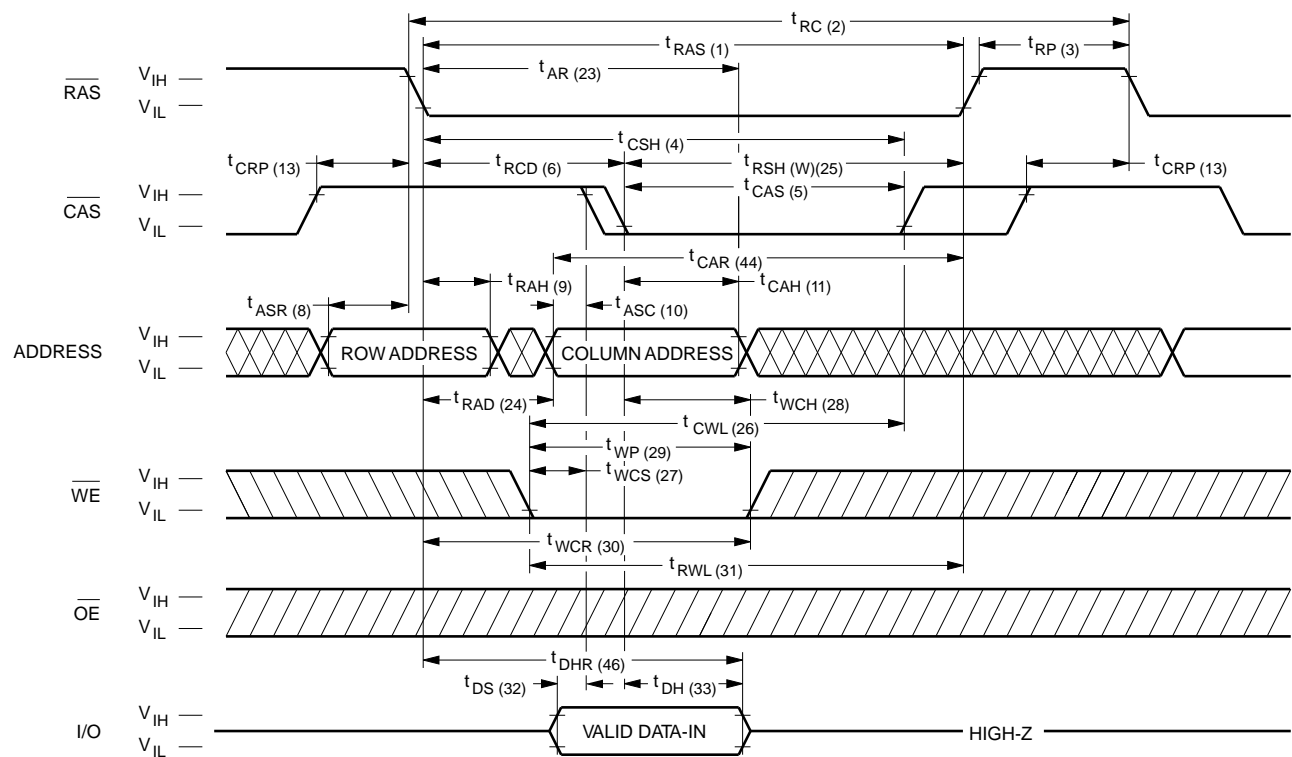 t RC (2)
t RAS (1)
t RP (3)
t AR (23)
RAS
V IH
V IL
t CSH (4)
t CRP (13)
t RCD (6)
t RSH (W)(25)
t CRP (13)
t CAS (5)
CAS
V IH
V IL
t CAR (44)
t RAH (9)
t CAH (11)
t ASR (8)
t ASC (10)
ADDRESS
V IH
V IL
ROW ADDRESS
COLUMN ADDRESS
t RAD (24)
t WCH (28)
t CWL (26)
t WP (29)
t WCS (27)
WE
V IH
V IL
t WCR (30)
t RWL (31)
OE
V IH
V IL
t DHR (46)
t DS (32)
t DH (33)
I/O
V IH
V IL
VALID DATA-IN
HIGH-Z